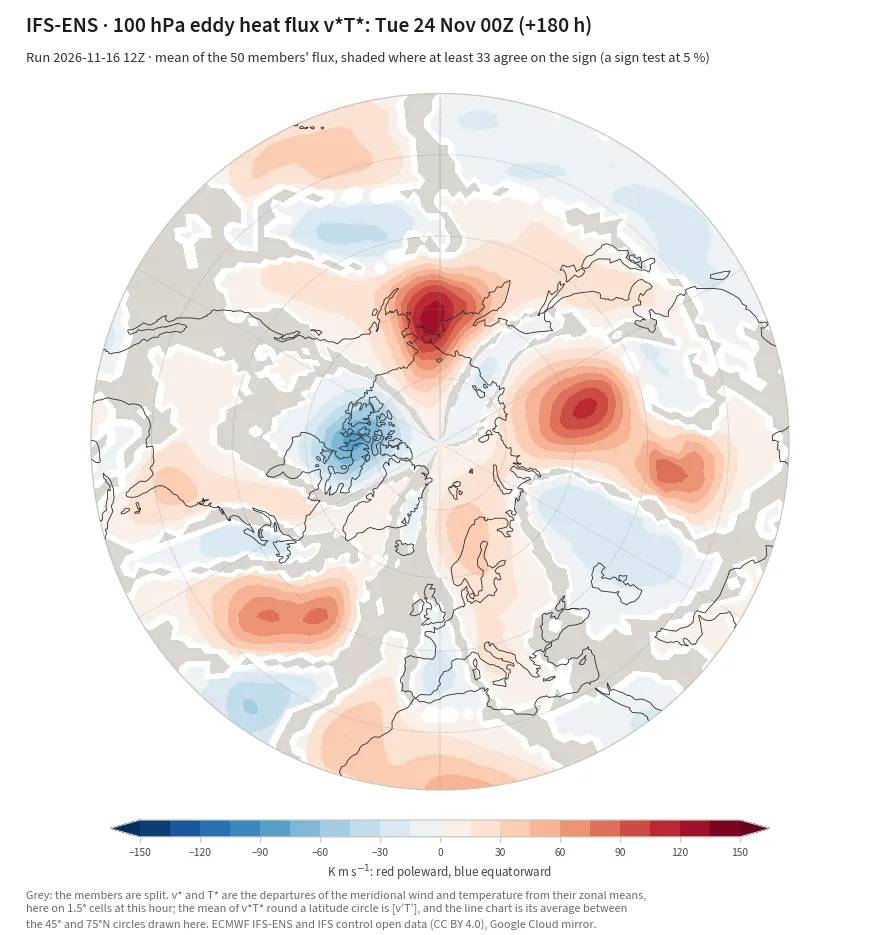 IFS-ENS · 100 hPa eddy heat flux v*T*: Tue 24 Nov 00Z (+180 h)
Run 2026-11-16 12Z · mean of the 50 members' flux, shaded where at least 33 agree on the sign (a sign test at 5 %)
−150 −120 −90 −60 −30 0 30 60 90 120 150
K m s⁻¹: red poleward, blue equatorward
Grey: the members are split. v* and T* are the departures of the meridional wind and temperature from their zonal means,
here on 1.5° cells at this hour; the mean of v*T* round a latitude circle is [v'T'], and the line chart is its average between
the 45° and 75°N circles drawn here. ECMWF IFS-ENS and IFS control open data (CC BY 4.0), Google Cloud mirror.